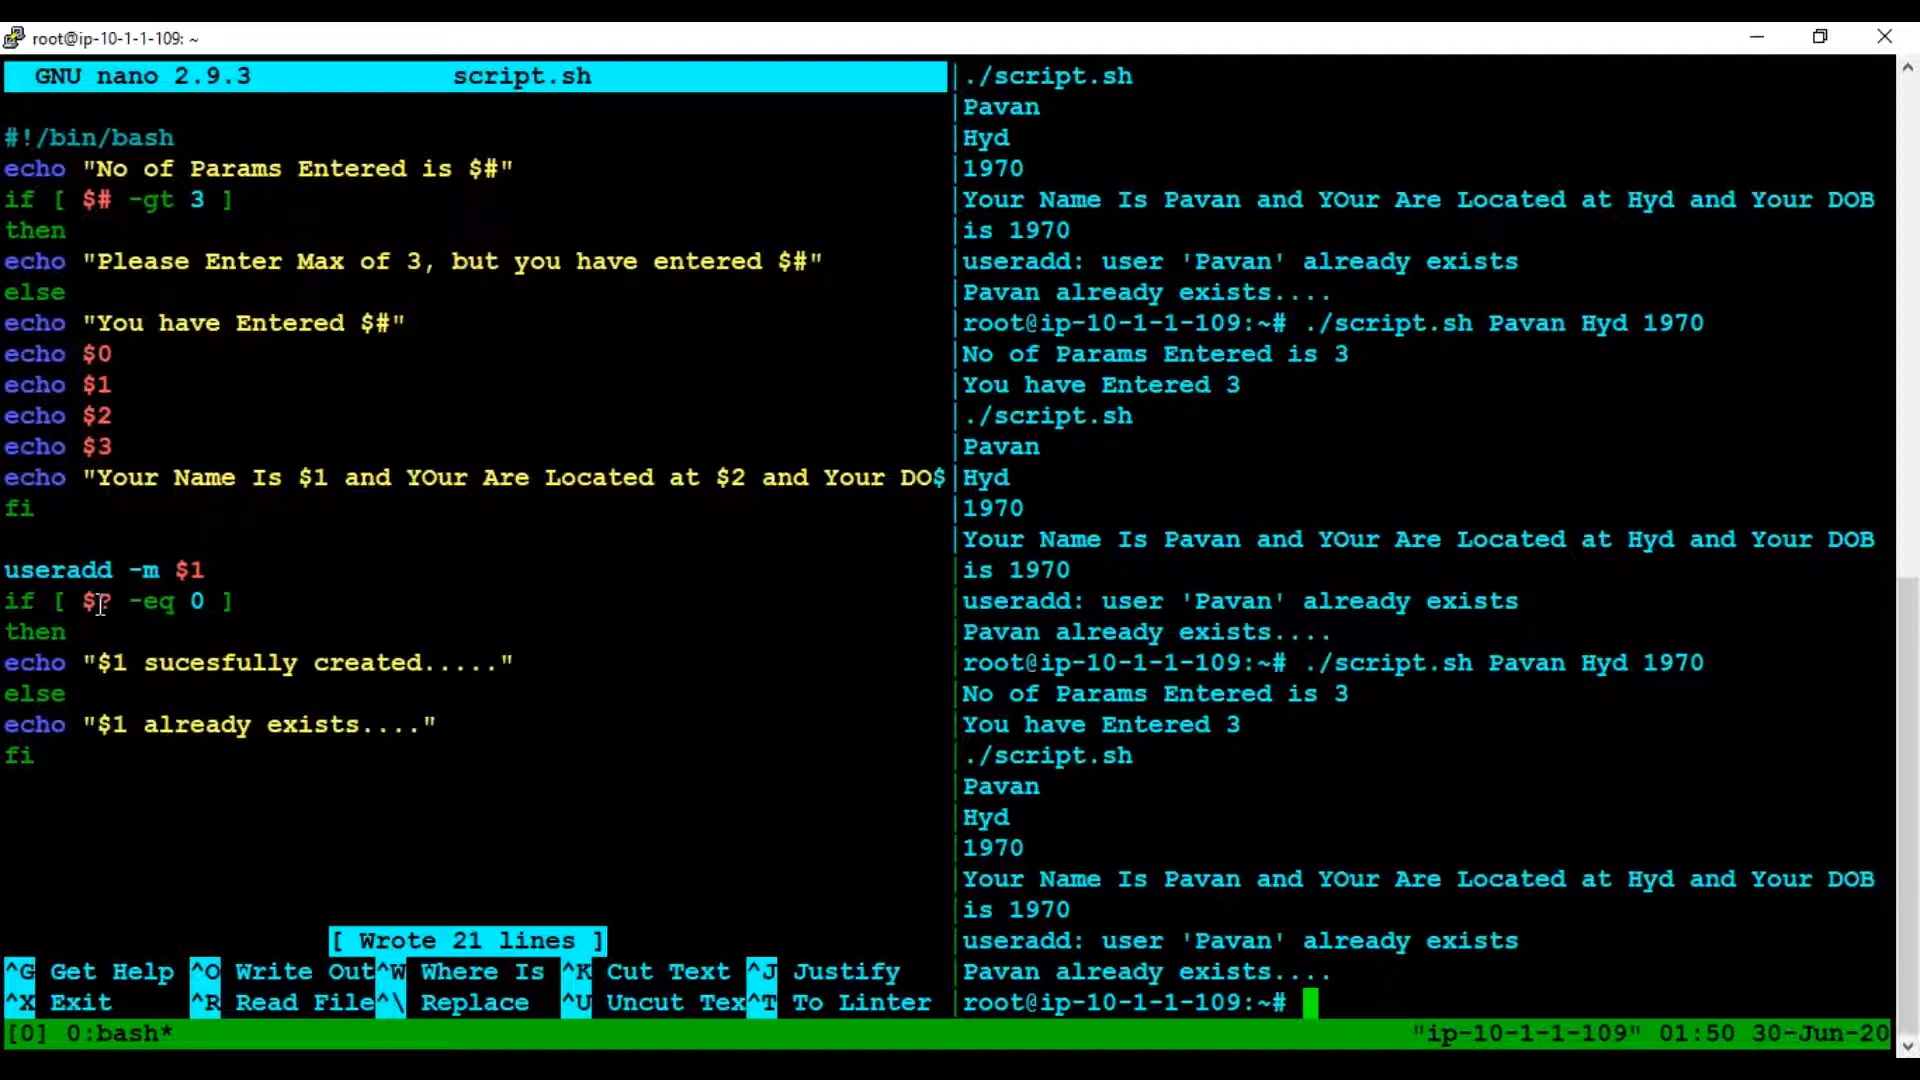 root@ip-10-1-1-109: ~
GNU nano 2.9.3 script.sh
#!/bin/bash
echo "No of Params Entered is $#"
if [ $# -gt 3 ]
then
echo "Please Enter Max of 3, but you have entered $#"
else
echo "You have Entered $#"
echo $0
echo $1
echo $2
echo $3
echo "Your Name Is $1 and YOur Are Located at $2 and Your DO$
fi
useradd -m $1
if [ $? -eq 0 ]
then
echo "$1 sucesfully created....."
else
echo "$1 already exists...."
fi
[ Wrote 21 lines ]
^G Get Help ^O Write Out^W Where Is ^K Cut Text ^J Justify
^X Exit ^R Read File^\ Replace ^U Uncut Tex^T To Linter
./script.sh
Pavan
Hyd
1970
Your Name Is Pavan and YOur Are Located at Hyd and Your DOB
is 1970
useradd: user 'Pavan' already exists
Pavan already exists....
root@ip-10-1-1-109:~# ./script.sh Pavan Hyd 1970
No of Params Entered is 3
You have Entered 3
./script.sh
Pavan
Hyd
1970
Your Name Is Pavan and YOur Are Located at Hyd and Your DOB
is 1970
useradd: user 'Pavan' already exists
Pavan already exists....
root@ip-10-1-1-109:~# ./script.sh Pavan Hyd 1970
No of Params Entered is 3
You have Entered 3
./script.sh
Pavan
Hyd
1970
Your Name Is Pavan and YOur Are Located at Hyd and Your DOB
is 1970
useradd: user 'Pavan' already exists
Pavan already exists....
root@ip-10-1-1-109:~#
[0] 0:bash* "ip-10-1-1-109" 01:50 30-Jun-20